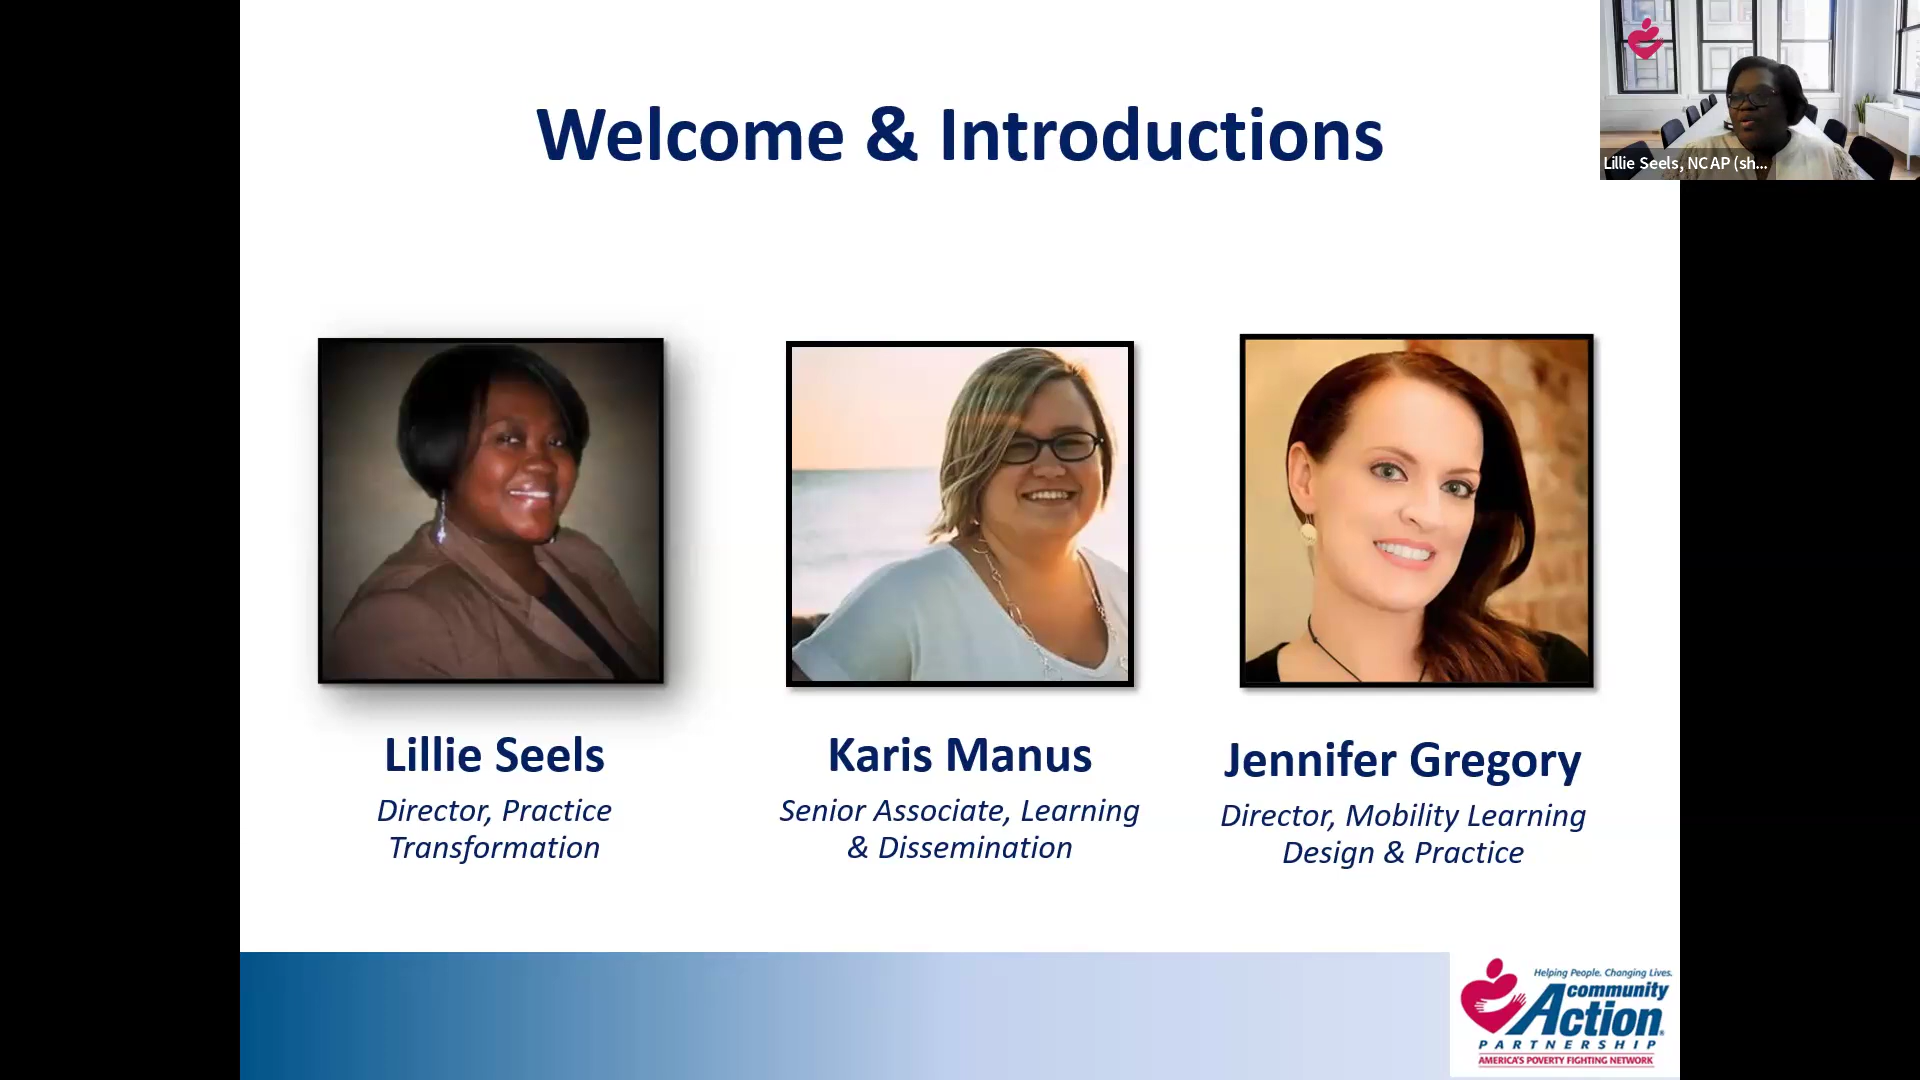 Welcome & Introductions
Lillie Seels, NCAP (sh...
Lillie Seels
Director, Practice
Transformation
Karis Manus
Senior Associate, Learning
& Dissemination
Jennifer Gregory
Director, Mobility Learning
Design & Practice
Helping People. Changing Lives.
community
Action
PARTNERSHIP
AMERICA'S POVERTY FIGHTING NETWORK